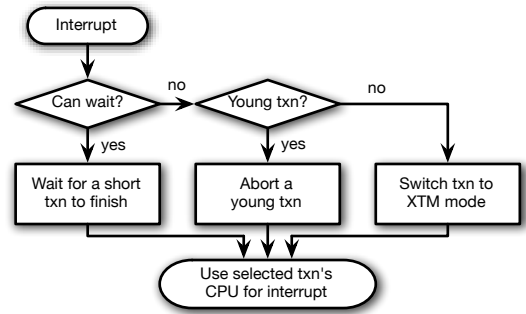 Interrupt
Can wait?
no
Young txn?
no
yes
yes
Wait for a short
txn to finish
Abort a
young txn
Switch txn to
XTM mode
Use selected txn's
CPU for interrupt